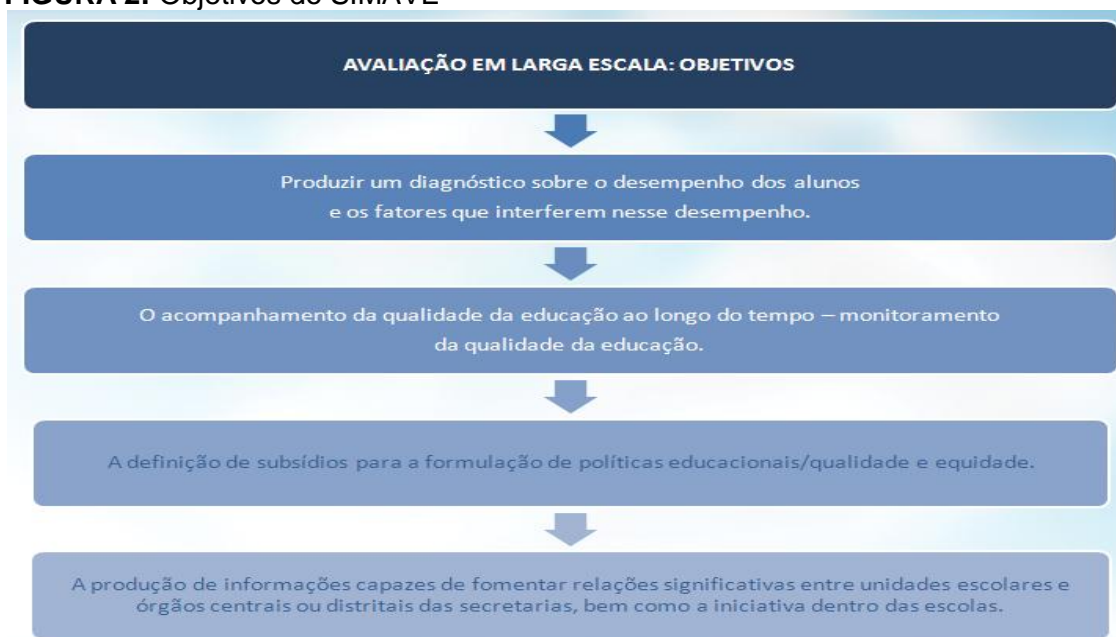 FIGURA 2: Objetivos do SIMAVE
AVALIAÇÃO EM LARGA ESCALA: OBJETIVOS
Produzir um diagnóstico sobre o desempenho dos alunos
e os fatores que interferem nesse desempenho.
O acompanhamento da qualidade da educação ao longo do tempo – monitoramento
da qualidade da educação.
A definição de subsídios para a formulação de políticas educacionais/qualidade e equidade.
A produção de informações capazes de fomentar relações significativas entre unidades escolares e
órgãos centrais ou distritais das secretarias, bem como a iniciativa dentro das escolas.